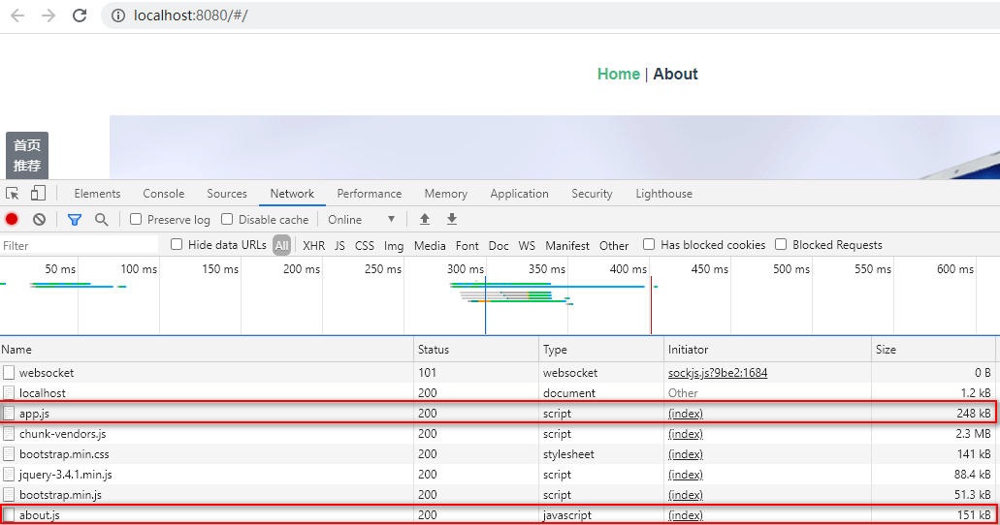 localhost:8080/#/
Home | About
首页
推荐
Elements Console Sources Network Performance Memory Application Security Lighthouse
Preserve log Disable cache Online ▼
Filter Hide data URLs All XHR JS CSS Img Media Font Doc WS Manifest Other Has blocked cookies Blocked Requests
50 ms 100 ms 150 ms 200 ms 250 ms 300 ms 350 ms 400 ms 450 ms 500 ms 550 ms 600 ms
Name Status Type Initiator Size
websocket 101 websocket sockjs.js?9be2:1684 0 B
localhost 200 document Other 1.2 kB
app.js 200 script (index) 248 kB
chunk-vendors.js 200 script (index) 2.3 MB
bootstrap.min.css 200 stylesheet (index) 141 kB
jquery-3.4.1.min.js 200 script (index) 88.4 kB
bootstrap.min.js 200 script (index) 51.3 kB
about.js 200 javascript (index) 151 kB